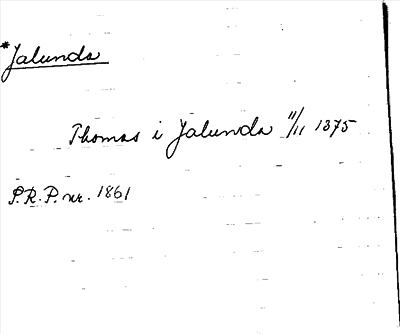 *Jalunda
Thomas i Jalunda 11/11 1375
S.R.P. nr. 1861